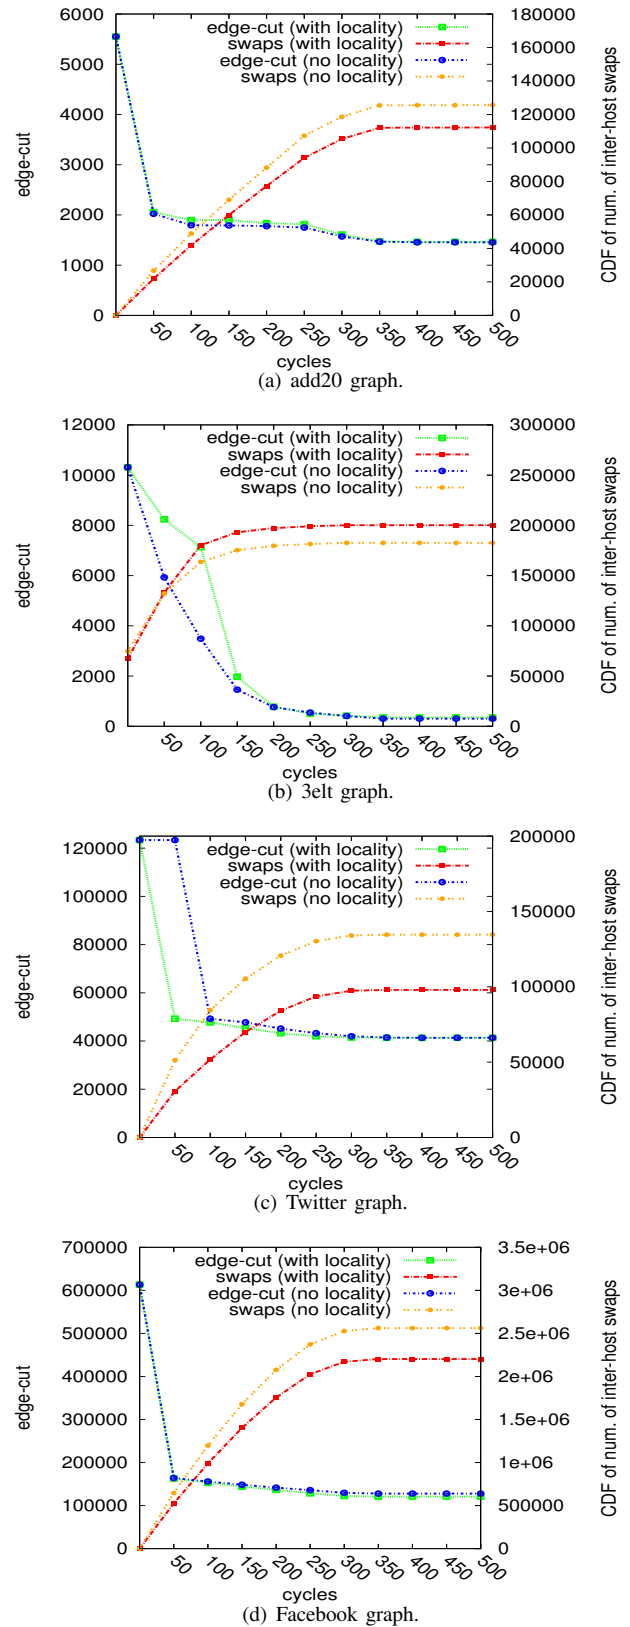 6000
5000
4000
3000
2000
1000
0
edge-cut
edge-cut (with locality)
swaps (with locality)
edge-cut (no locality)
swaps (no locality)
180000
160000
140000
120000
100000
80000
60000
40000
20000
0
CDF of num. of inter-host swaps
50 100 150 200 250 300 350 400 450 500
cycles
(a) add20 graph.
12000
10000
8000
6000
4000
2000
0
edge-cut
edge-cut (with locality)
swaps (with locality)
edge-cut (no locality)
swaps (no locality)
300000
250000
200000
150000
100000
50000
0
CDF of num. of inter-host swaps
50 100 150 200 250 300 350 400 450 500
cycles
(b) 3elt graph.
120000
100000
80000
60000
40000
20000
0
edge-cut
edge-cut (with locality)
swaps (with locality)
edge-cut (no locality)
swaps (no locality)
200000
150000
100000
50000
0
CDF of num. of inter-host swaps
50 100 150 200 250 300 350 400 450 500
cycles
(c) Twitter graph.
700000
600000
500000
400000
300000
200000
100000
0
edge-cut
edge-cut (with locality)
swaps (with locality)
edge-cut (no locality)
swaps (no locality)
3.5e+06
3e+06
2.5e+06
2e+06
1.5e+06
1e+06
500000
0
CDF of num. of inter-host swaps
50 100 150 200 250 300 350 400 450 500
cycles
(d) Facebook graph.